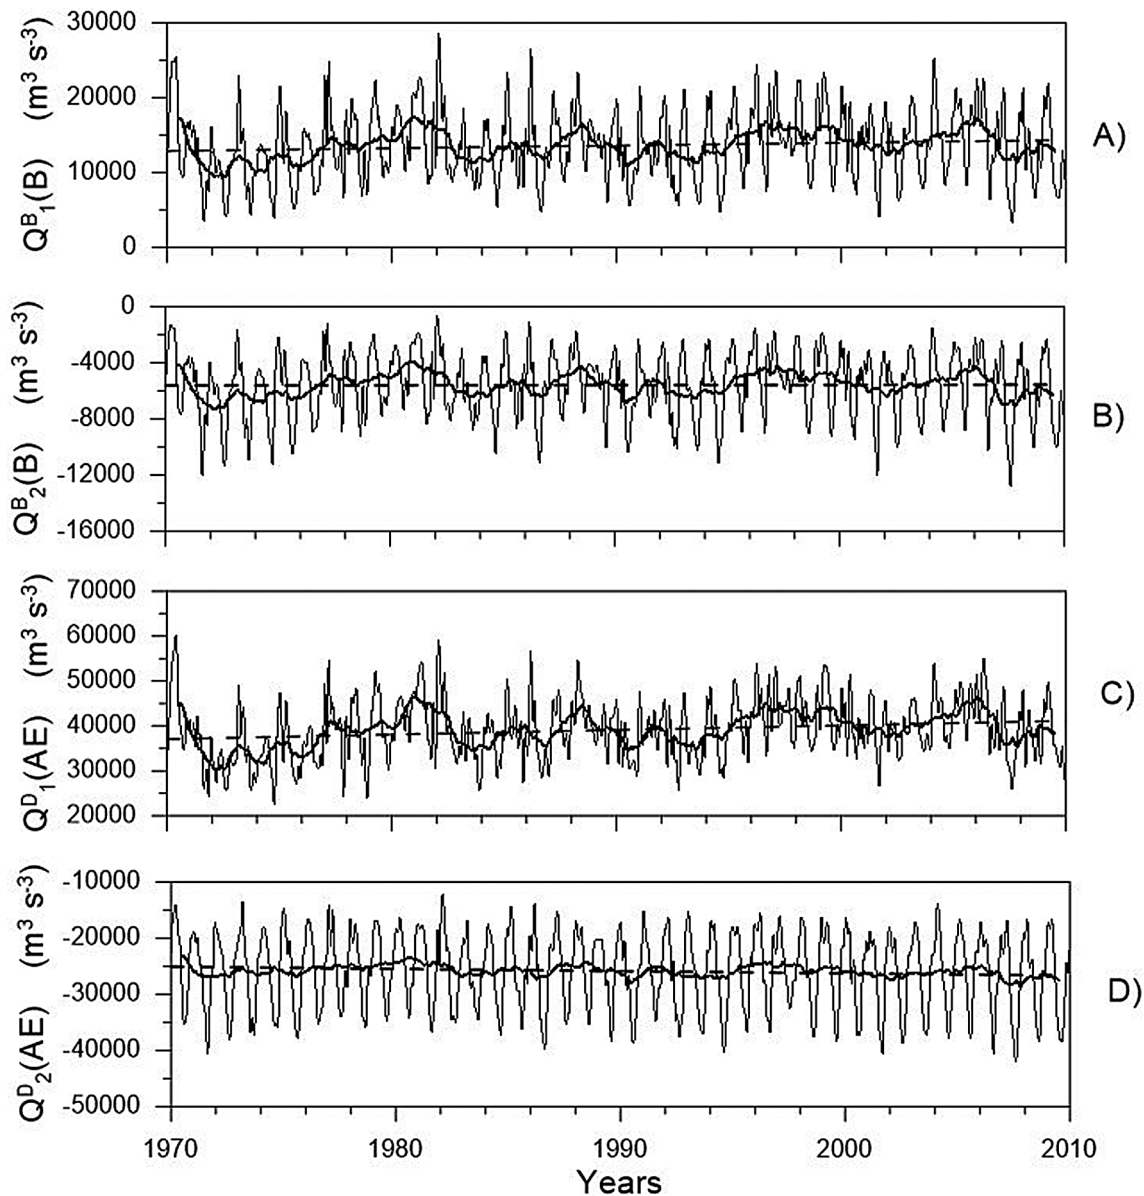 30000
20000
10000
0
Qᴮ₁(B) (m³ s⁻³)
A)
0
-4000
-8000
-12000
-16000
Qᴮ₂(B) (m³ s⁻³)
B)
70000
60000
50000
40000
30000
20000
Qᴰ₁(AE) (m³ s⁻³)
C)
-10000
-20000
-30000
-40000
-50000
Qᴰ₂(AE) (m³ s⁻³)
D)
1970 1980 1990 2000 2010
Years